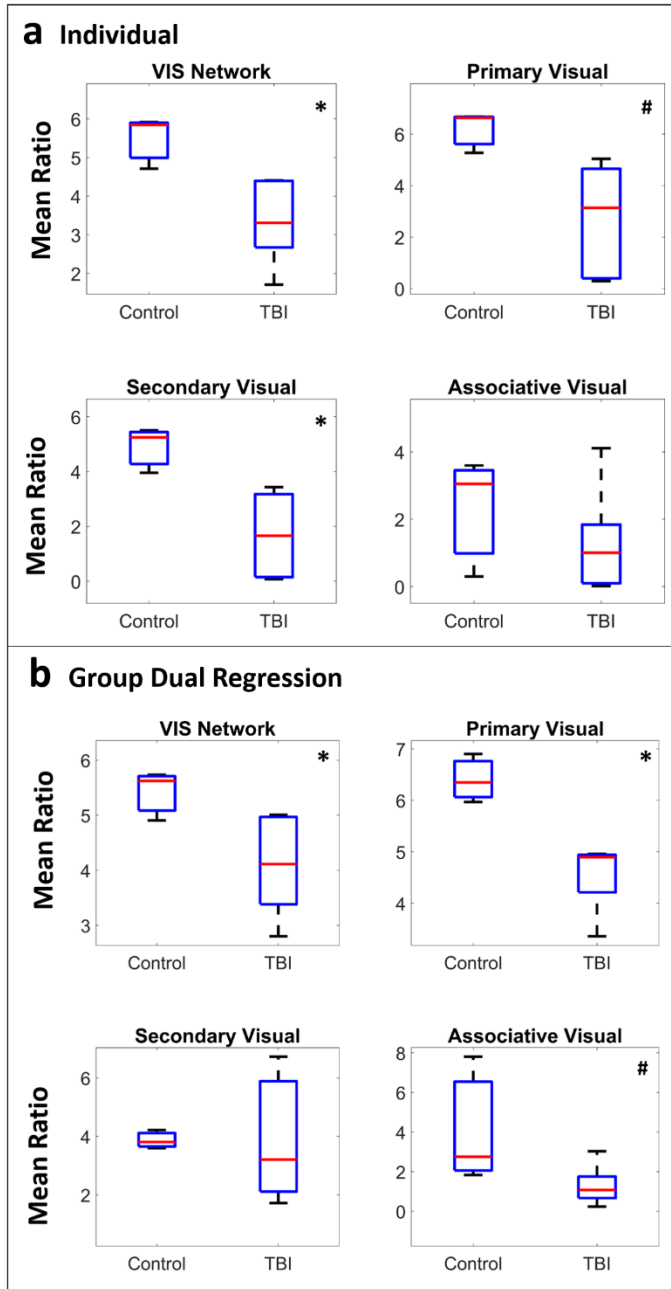 a Individual
VIS Network
Primary Visual
Mean Ratio
6
5
4
3
2
*
Control
TBI
6
4
2
0
#
Control
TBI
Secondary Visual
Associative Visual
Mean Ratio
6
4
2
0
*
Control
TBI
4
2
0
Control
TBI
b Group Dual Regression
VIS Network
Primary Visual
Mean Ratio
6
5
4
3
*
Control
TBI
7
6
5
4
*
Control
TBI
Secondary Visual
Associative Visual
Mean Ratio
6
4
2
Control
TBI
8
6
4
2
0
#
Control
TBI